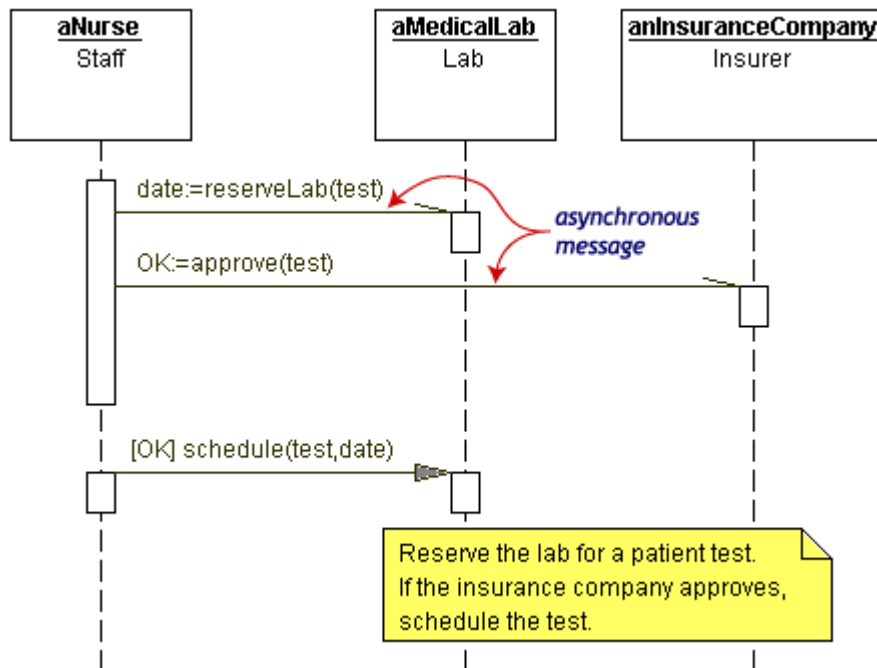 aNurse
Staff
aMedicalLab
Lab
anInsuranceCompany
Insurer
date:=reserveLab(test)
asynchronous
message
OK:=approve(test)
[OK] schedule(test,date)
Reserve the lab for a patient test.
If the insurance company approves,
schedule the test.